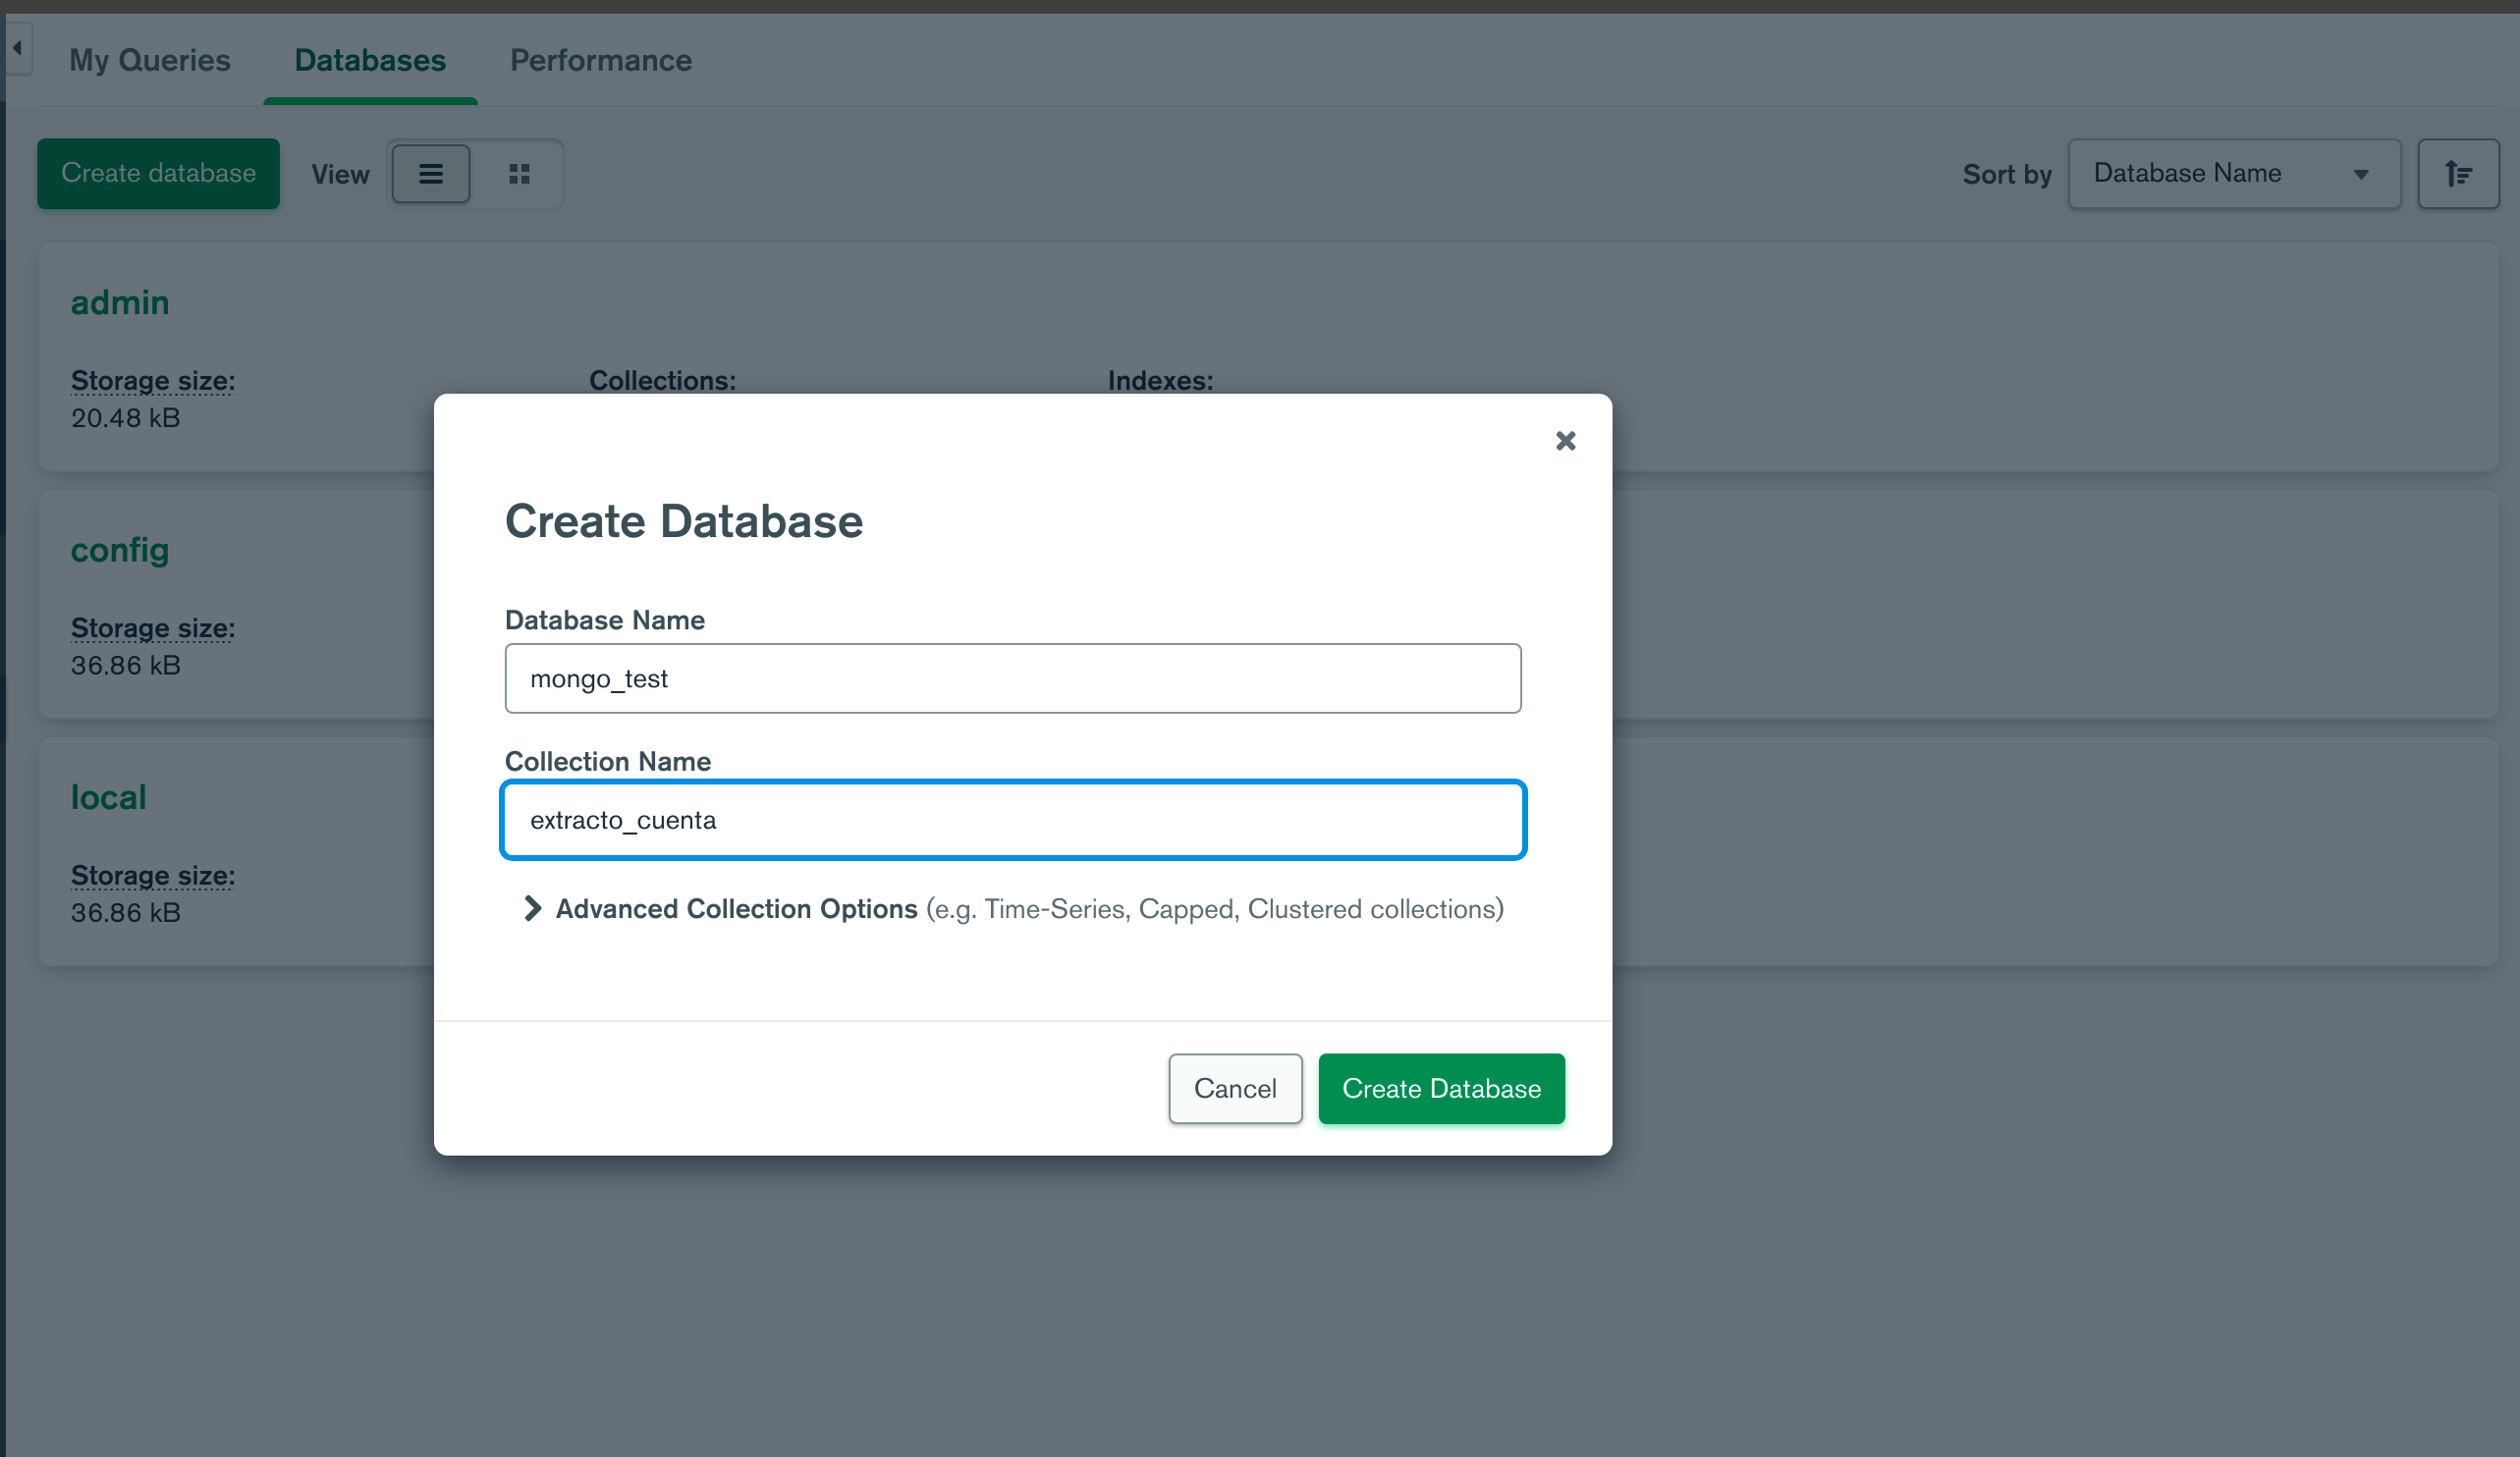 My Queries Databases Performance
Create database View Sort by Database Name
admin
Storage size: Collections: Indexes:
20.48 kB
config
Storage size:
36.86 kB
local
Storage size:
36.86 kB
Create Database
Database Name
mongo_test
Collection Name
extracto_cuenta
Advanced Collection Options (e.g. Time-Series, Capped, Clustered collections)
Cancel Create Database